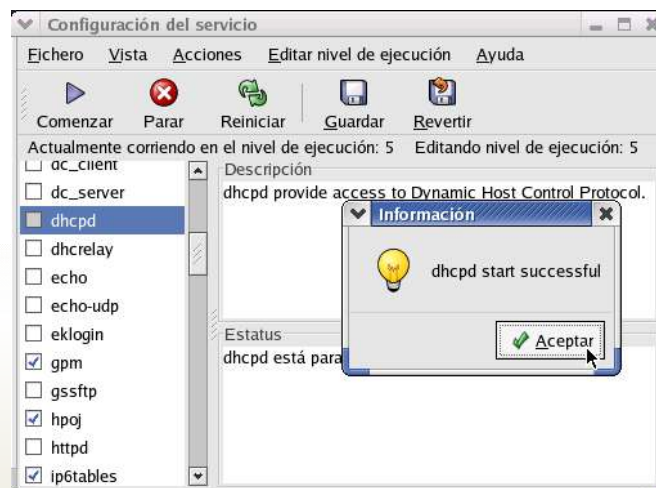 Configuración del servicio
Fichero Vista Acciones Editar nivel de ejecución Ayuda
Comenzar Parar Reiniciar Guardar Revertir
Actualmente corriendo en el nivel de ejecución: 5 Editando nivel de ejecución: 5
dc_client
dc_server
dhcpd
dhcrelay
echo
echo-udp
eklogin
gpm
gssftp
hpoj
httpd
ip6tables
Descripción
dhcpd provide access to Dynamic Host Control Protocol.
Información
dhcpd start successful
Aceptar
Estatus
dhcpd está para